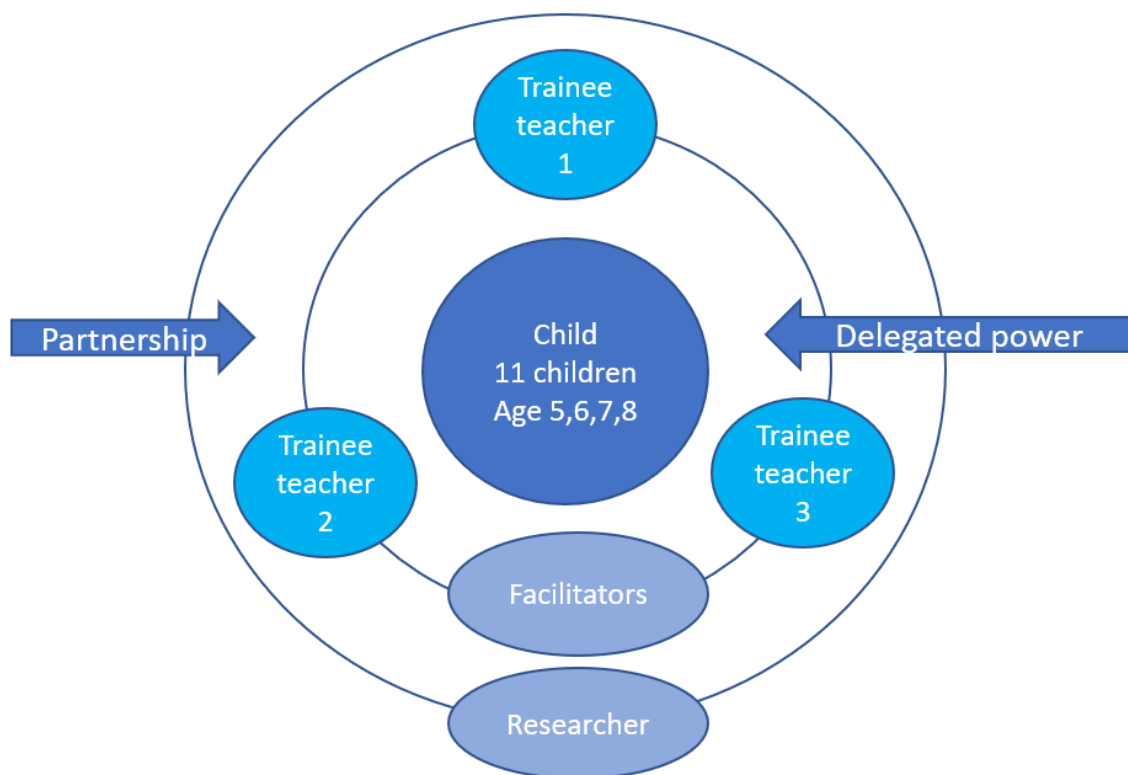 Trainee
teacher
1
Partnership
Child
11 children
Age 5,6,7,8
Delegated power
Trainee
teacher
2
Trainee
teacher
3
Facilitators
Researcher